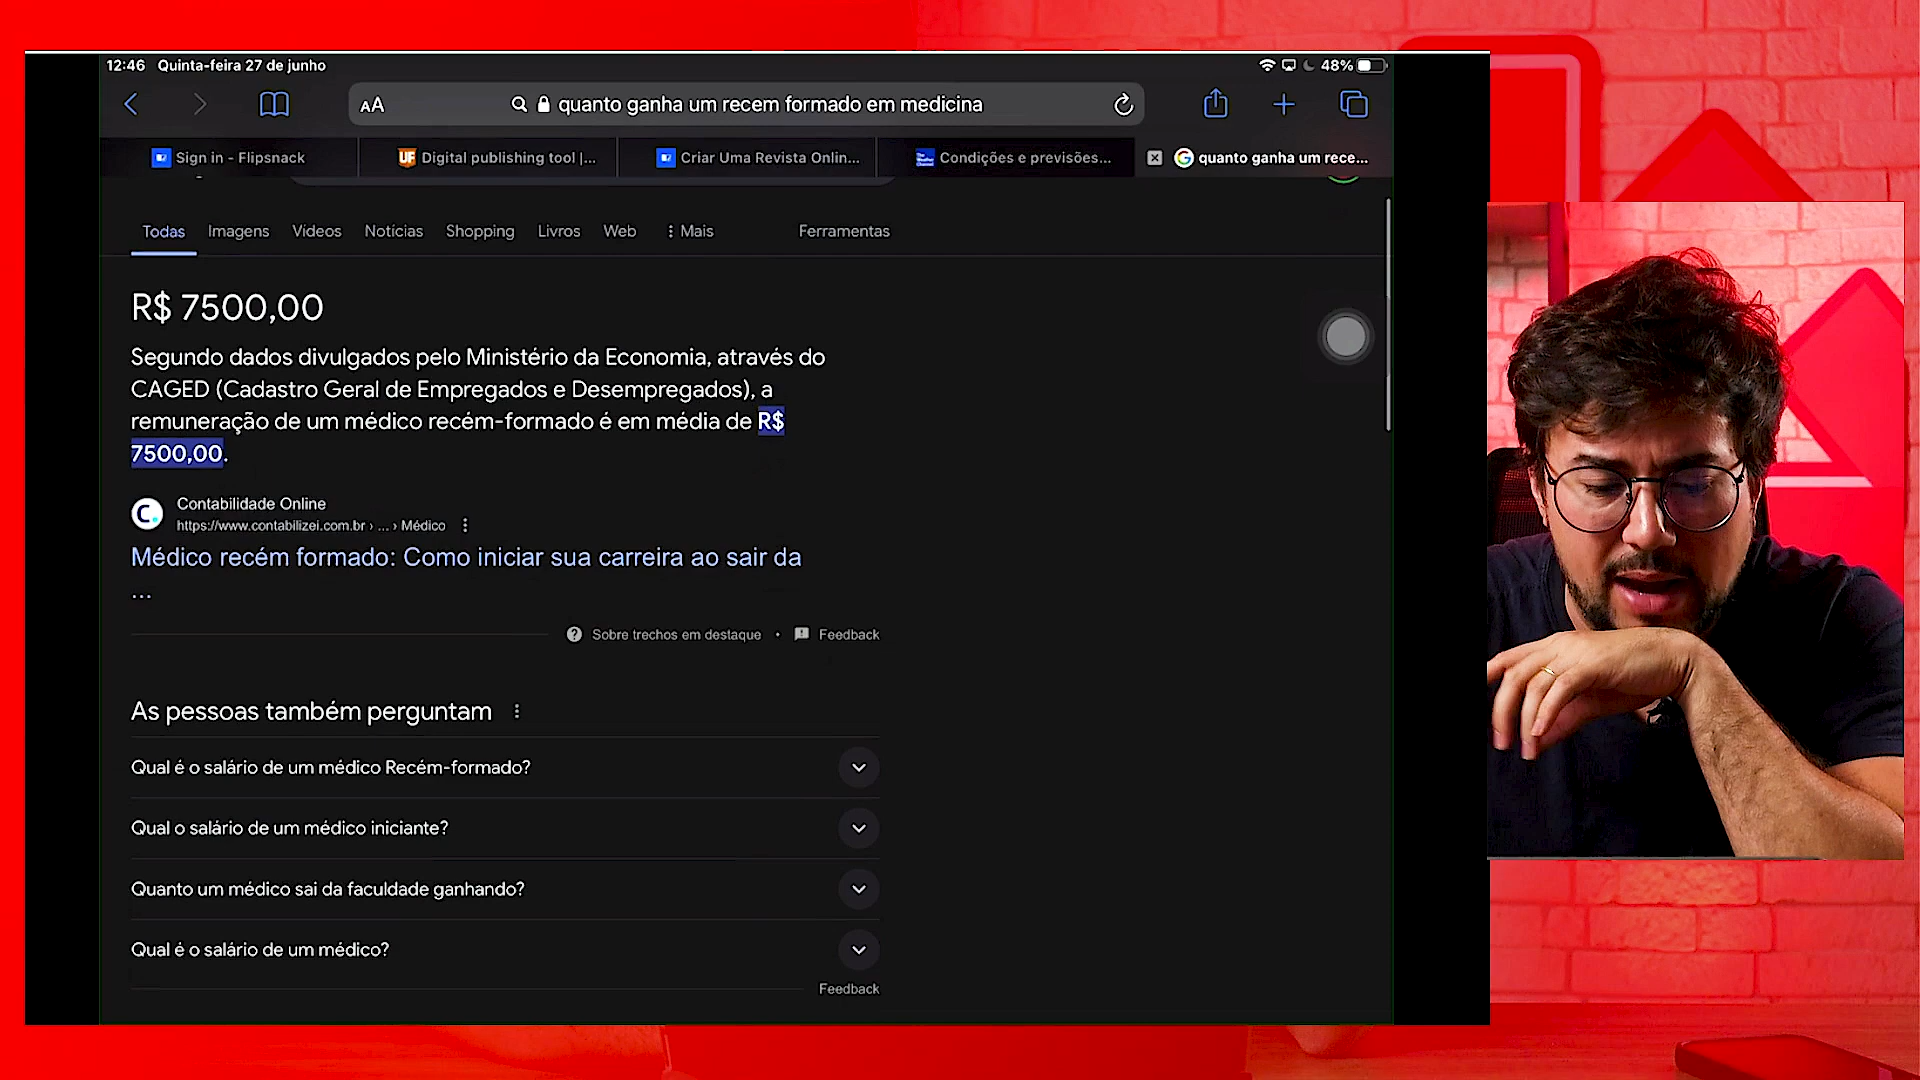 12:46 Quinta-feira 27 de junho
48%
AA quanto ganha um recem formado em medicina
Sign in - Flipsnack
UF Digital publishing tool |...
Criar Uma Revista Onlin...
Condições e previsões...
quanto ganha um rece...
Todas Imagens Vídeos Notícias Shopping Livros Web Mais Ferramentas
R$ 7500,00
Segundo dados divulgados pelo Ministério da Economia, através do
CAGED (Cadastro Geral de Empregados e Desempregados), a
remuneração de um médico recém-formado é em média de R$
7500,00.
Contabilidade Online
https://www.contabilizei.com.br › ... › Médico
Médico recém formado: Como iniciar sua carreira ao sair da
...
Sobre trechos em destaque • Feedback
As pessoas também perguntam
Qual é o salário de um médico Recém-formado?
Qual o salário de um médico iniciante?
Quanto um médico sai da faculdade ganhando?
Qual é o salário de um médico?
Feedback